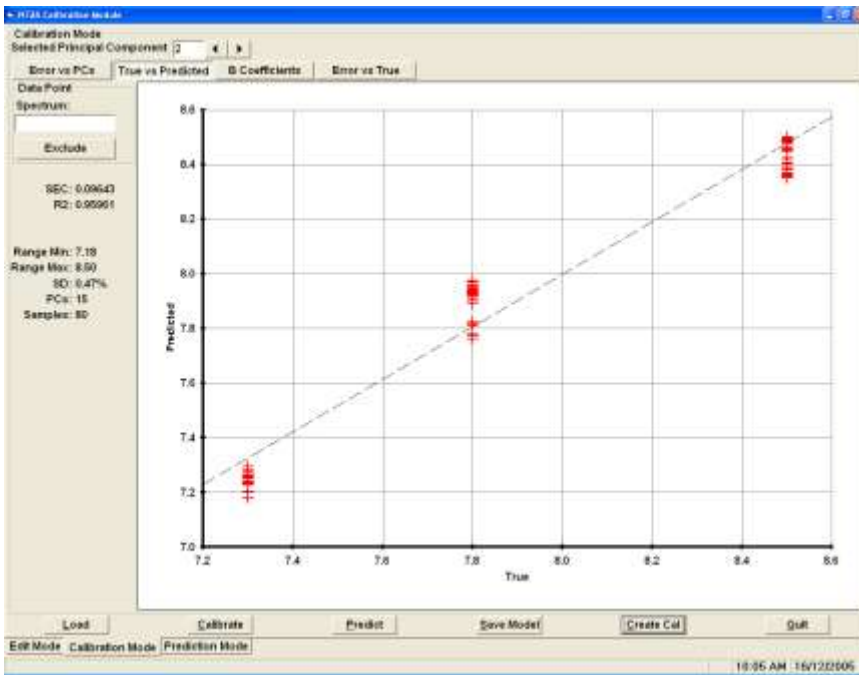 NT2A Calibration Module
Calibration Mode
Selected Principal Component 2
Error vs PCs True vs Predicted B Coefficients Error vs True
Data Point
Spectrum:
Exclude
SEC: 0.09643
R2: 0.95961
Range Min: 7.18
Range Max: 8.50
SD: 0.47%
PCs: 15
Samples: 80
Predicted
8.6
8.4
8.2
8.0
7.8
7.6
7.4
7.2
7.0
7.2 7.4 7.6 7.8 8.0 8.2 8.4 8.6
True
Load Calibrate Predict Save Model Create Cal Quit
Edit Mode Calibration Mode Prediction Mode
10:05 AM 16/12/2005